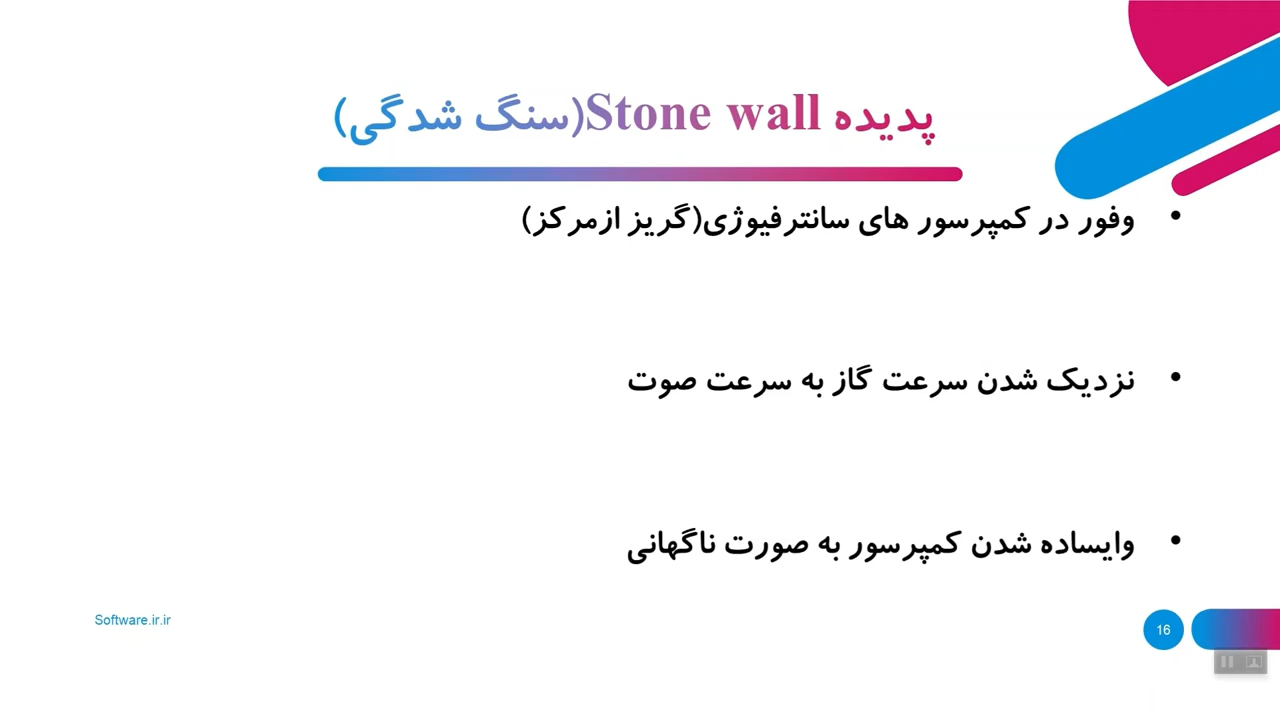 پدیده Stone wall(سنگ شدگی)
• وفور در کمپرسور های سانترفیوژی(گریز ازمرکز)
• نزدیک شدن سرعت گاز به سرعت صوت
• وایساده شدن کمپرسور به صورت ناگهانی
Software.ir.ir
16